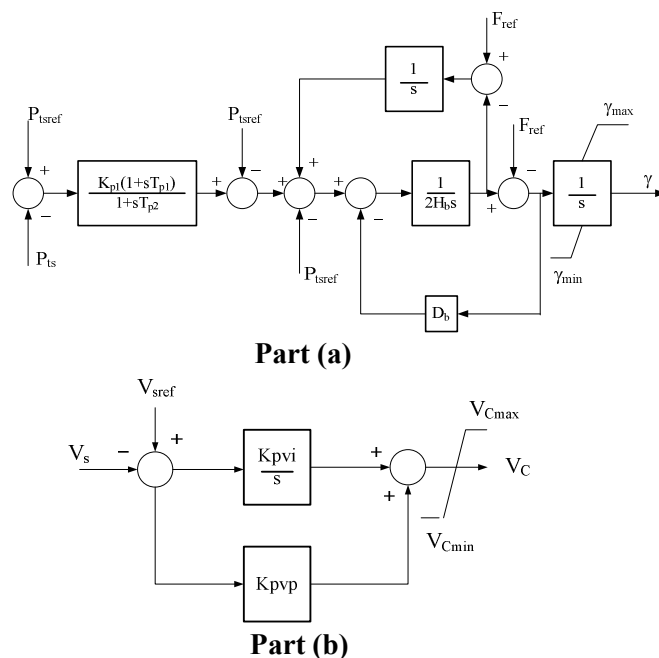 F_ref
1
s
+
−
P_tsref
P_tsref
F_ref
γ_max
+
−
+
−
K_p1(1+sT_p1)
1+sT_p2
+
−
+
+
−
+
−
1
2H_b s
+
−
1
s
γ
P_ts
P_tsref
γ_min
D_b
Part (a)
V_sref
V_Cmax
V_s
−
+
Kpvi
s
+
+
V_C
V_Cmin
Kpvp
Part (b)